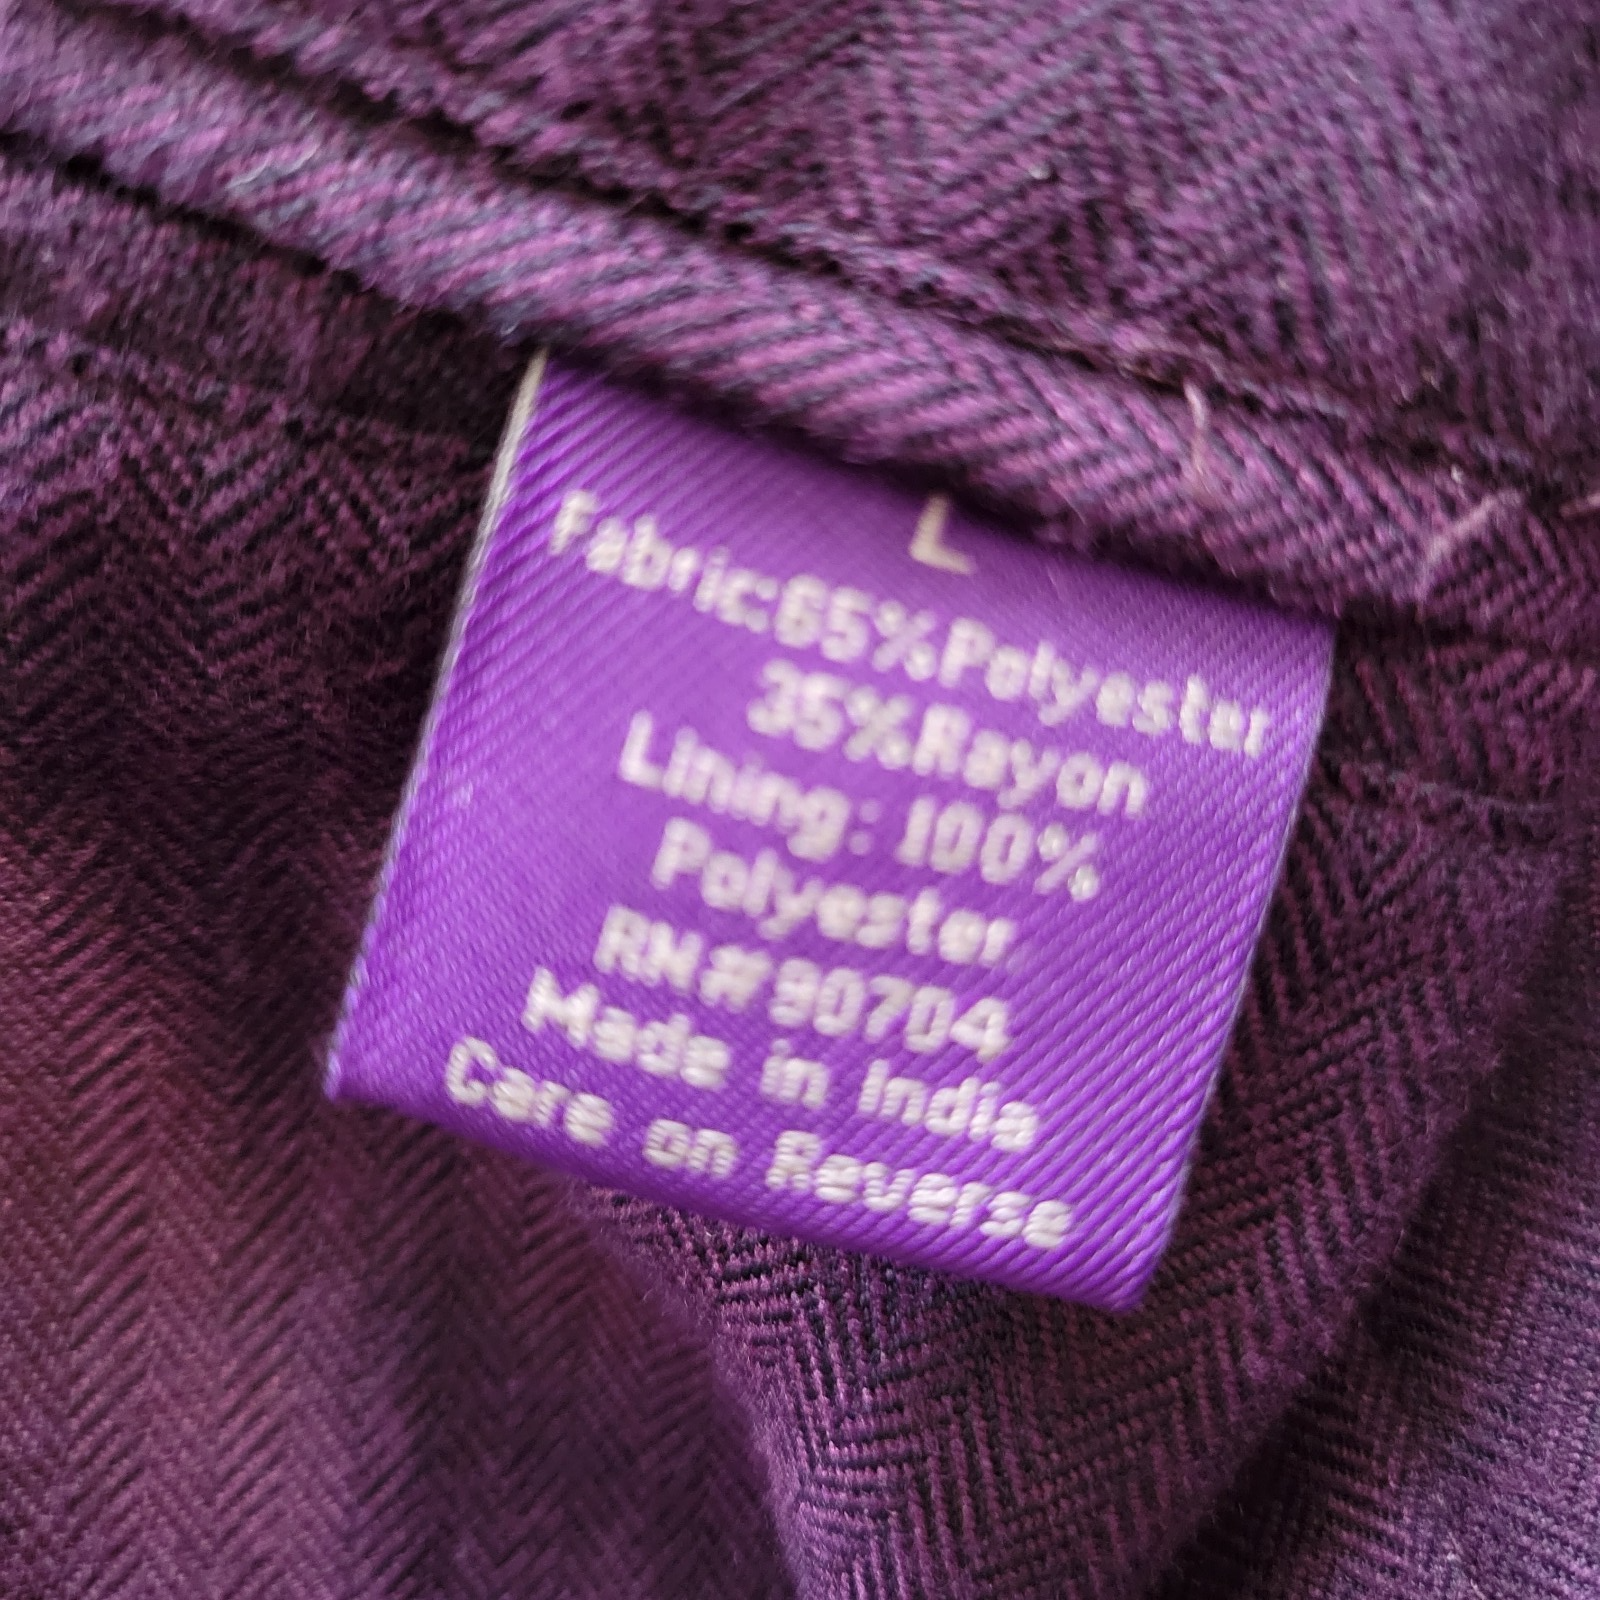 L
Fabric:65%Polyester
35%Rayon
Lining: 100%
Polyester
RN#90704
Made in India
Care on Reverse